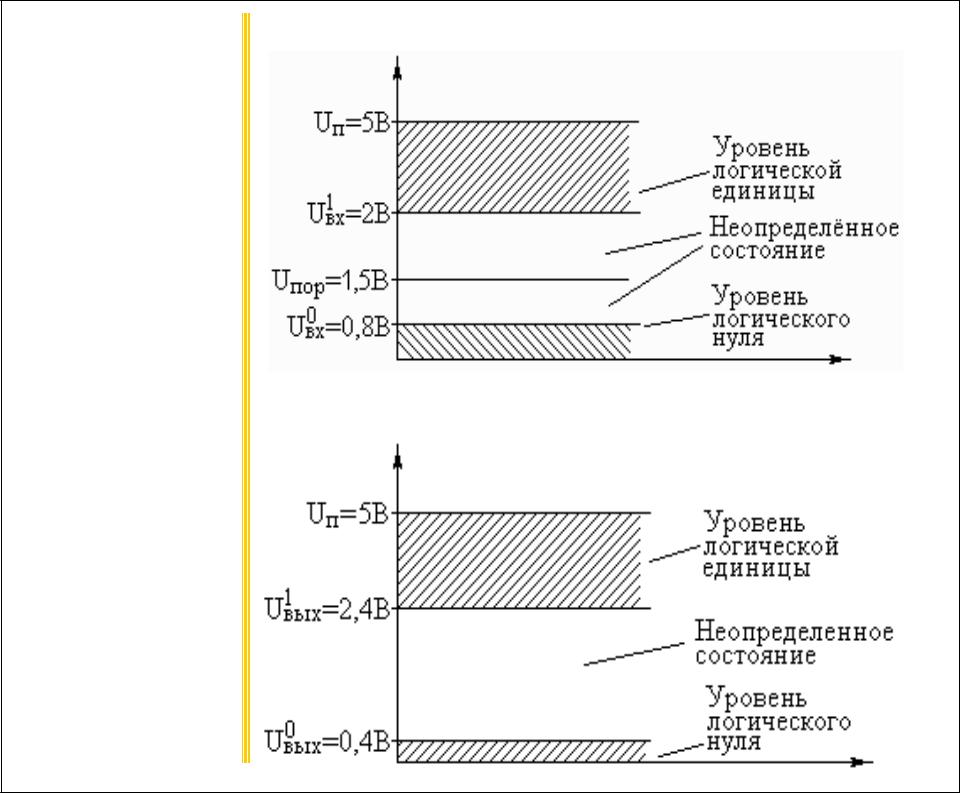 Uп=5В
Уровень
логической
единицы
U¹вх=2В
Неопределённое
состояние
Uпор=1,5В
Уровень
логического
нуля
U⁰вх=0,8В
Uп=5В
Уровень
логической
единицы
U¹вых=2,4В
Неопределенное
состояние
Уровень
логического
нуля
U⁰вых=0,4В